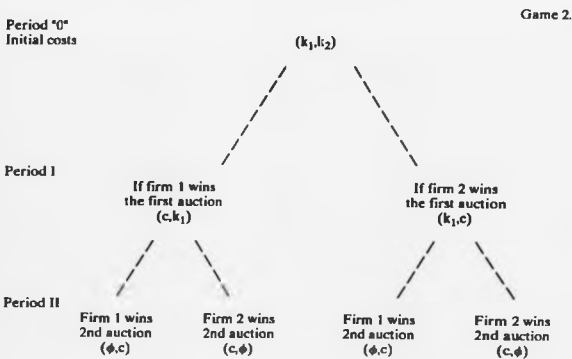 Game 2.
Period "0"
Initial costs
(k₁,k₂)
Period I
If firm 1 wins
the first auction
(c,k₁)
If firm 2 wins
the first auction
(k₁,c)
Period II
Firm 1 wins
2nd auction
(ϕ,c)
Firm 2 wins
2nd auction
(c,ϕ)
Firm 1 wins
2nd auction
(ϕ,c)
Firm 2 wins
2nd auction
(c,ϕ)